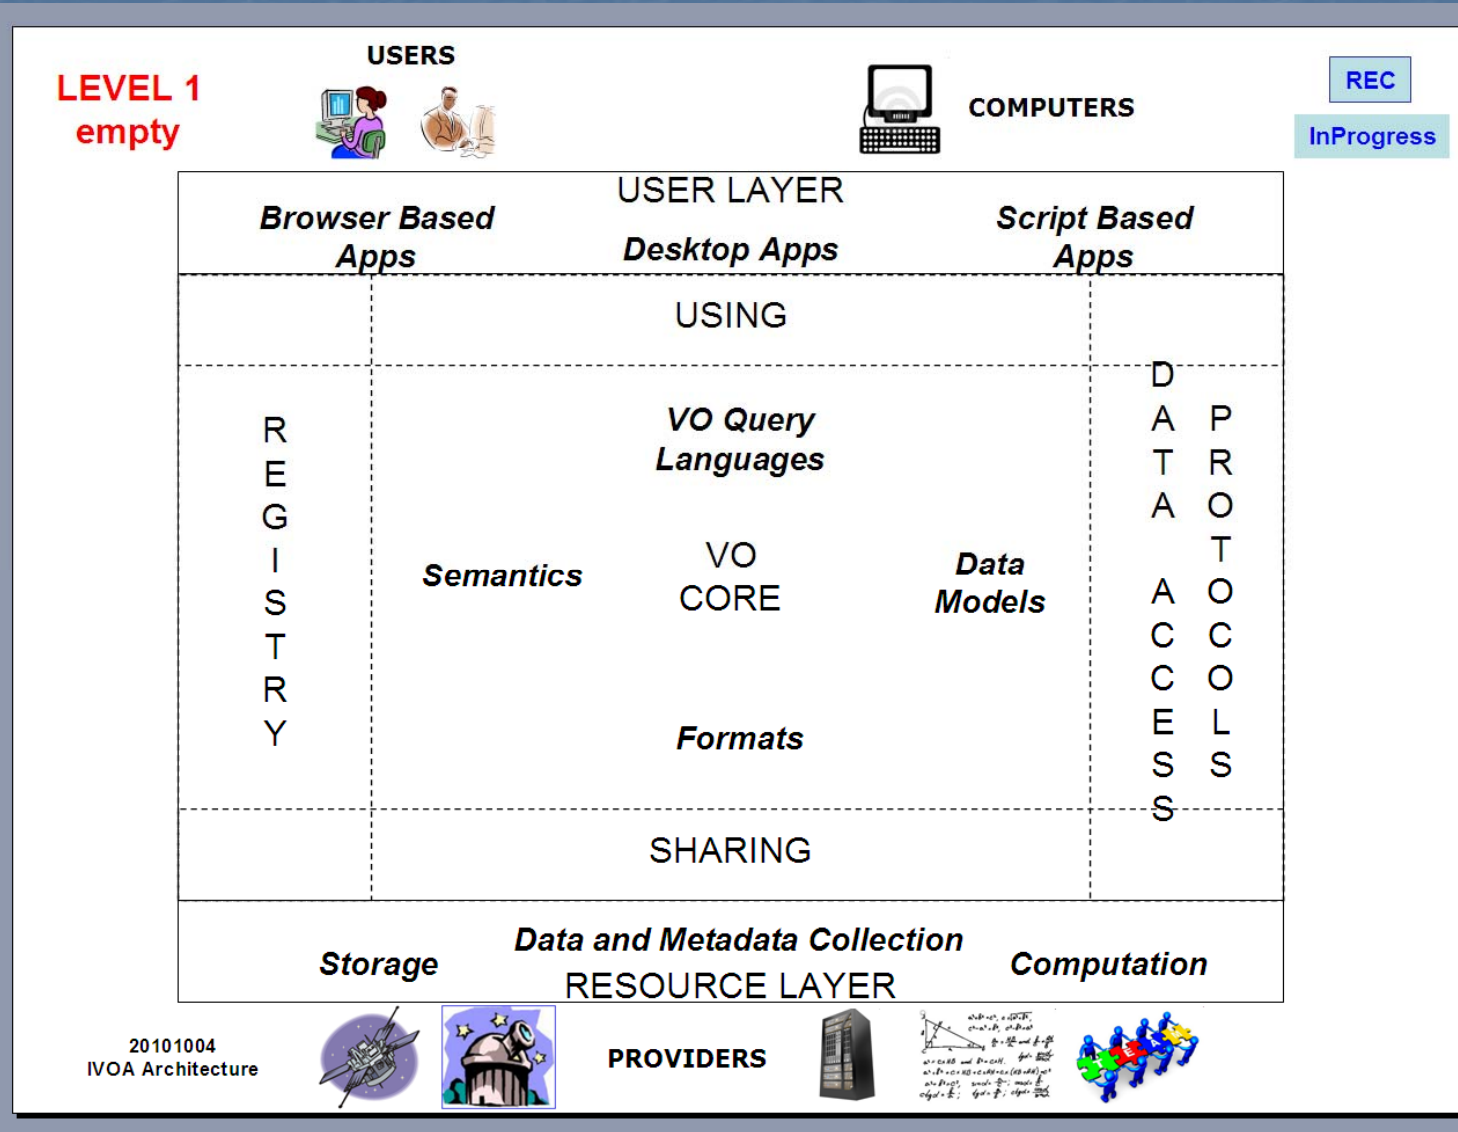 LEVEL 1
empty
USERS
COMPUTERS
REC
InProgress
USER LAYER
Browser Based
Apps
Desktop Apps
Script Based
Apps
USING
REGISTRY
VO Query
Languages
Semantics
VO
CORE
Data
Models
Formats
DATA ACCESS
PROTOCOLS
SHARING
Storage
Data and Metadata Collection
Computation
RESOURCE LAYER
20101004
IVOA Architecture
PROVIDERS